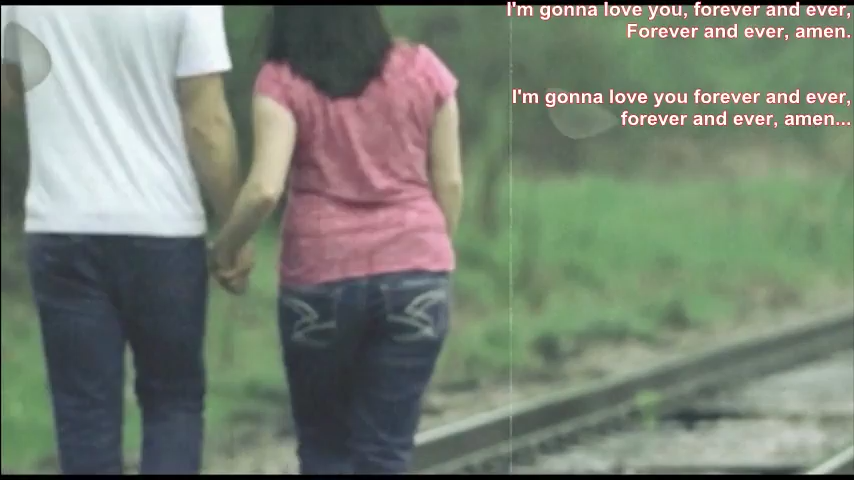 I'm gonna love you, forever and ever,
Forever and ever, amen.
I'm gonna love you forever and ever,
forever and ever, amen...